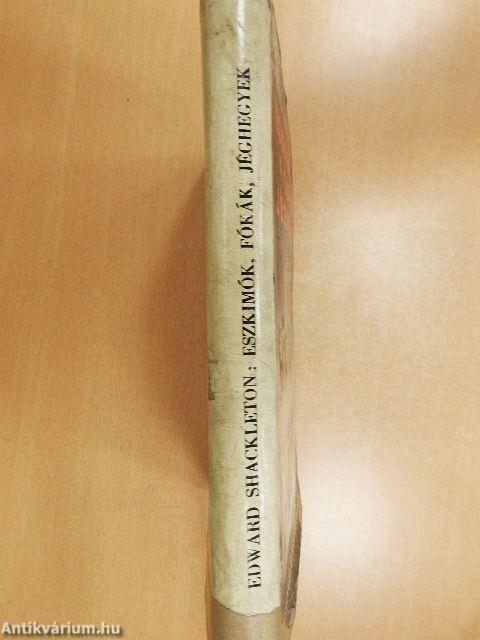 EDWARD SHACKLETON: ESZKIMÓK, FÓKÁK, JÉGHEGYEK
Antikvárium.hu